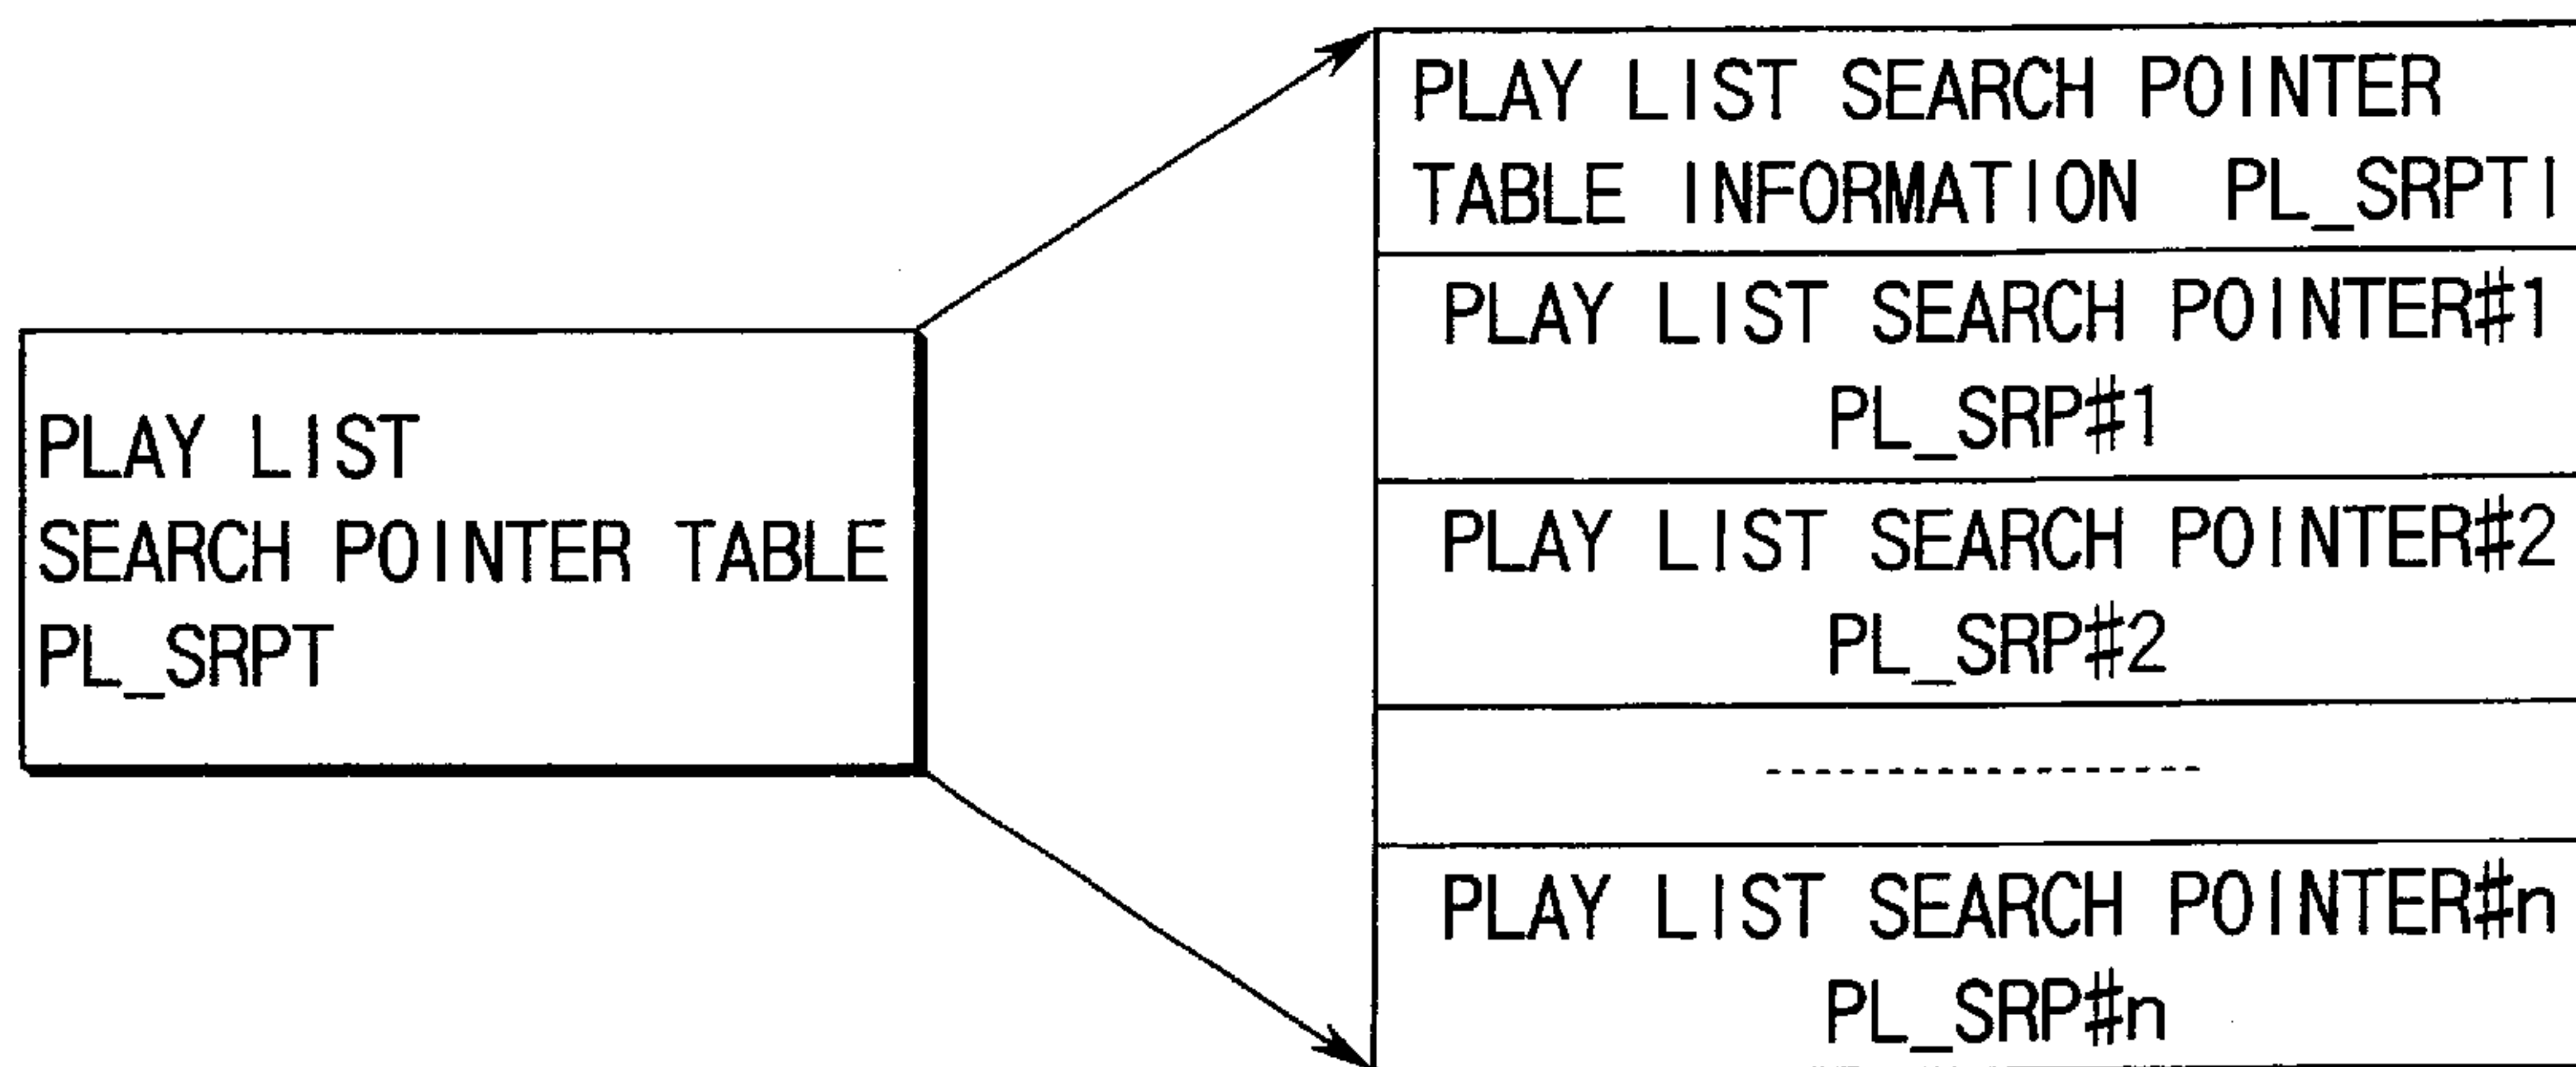 PLAY LIST
SEARCH POINTER TABLE
PL_SRPT
PLAY LIST SEARCH POINTER
TABLE INFORMATION PL_SRPTI
PLAY LIST SEARCH POINTER#1
PL_SRP#1
PLAY LIST SEARCH POINTER#2
PL_SRP#2
PLAY LIST SEARCH POINTER#n
PL_SRP#n